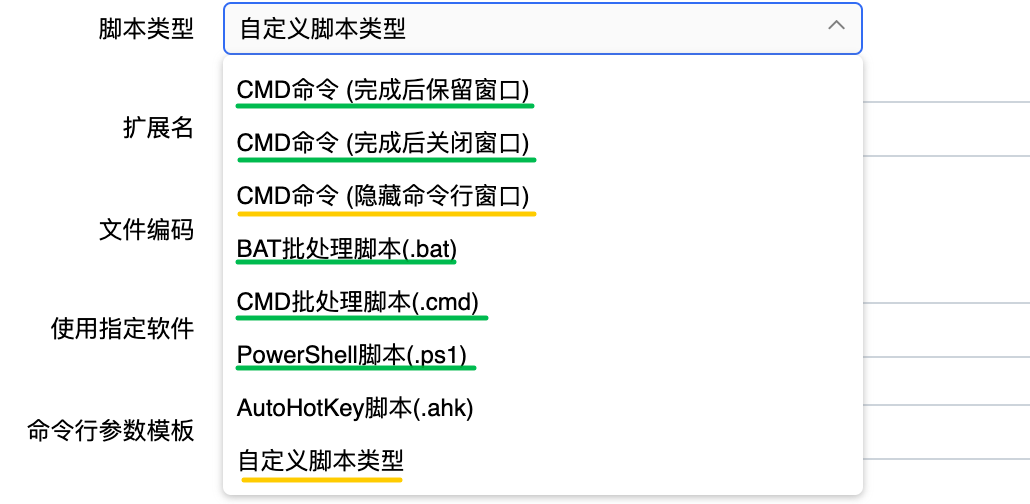 脚本类型
自定义脚本类型
CMD命令 (完成后保留窗口)
扩展名
CMD命令 (完成后关闭窗口)
CMD命令 (隐藏命令行窗口)
文件编码
BAT批处理脚本(.bat)
CMD批处理脚本(.cmd)
使用指定软件
PowerShell脚本(.ps1)
AutoHotKey脚本(.ahk)
命令行参数模板
自定义脚本类型